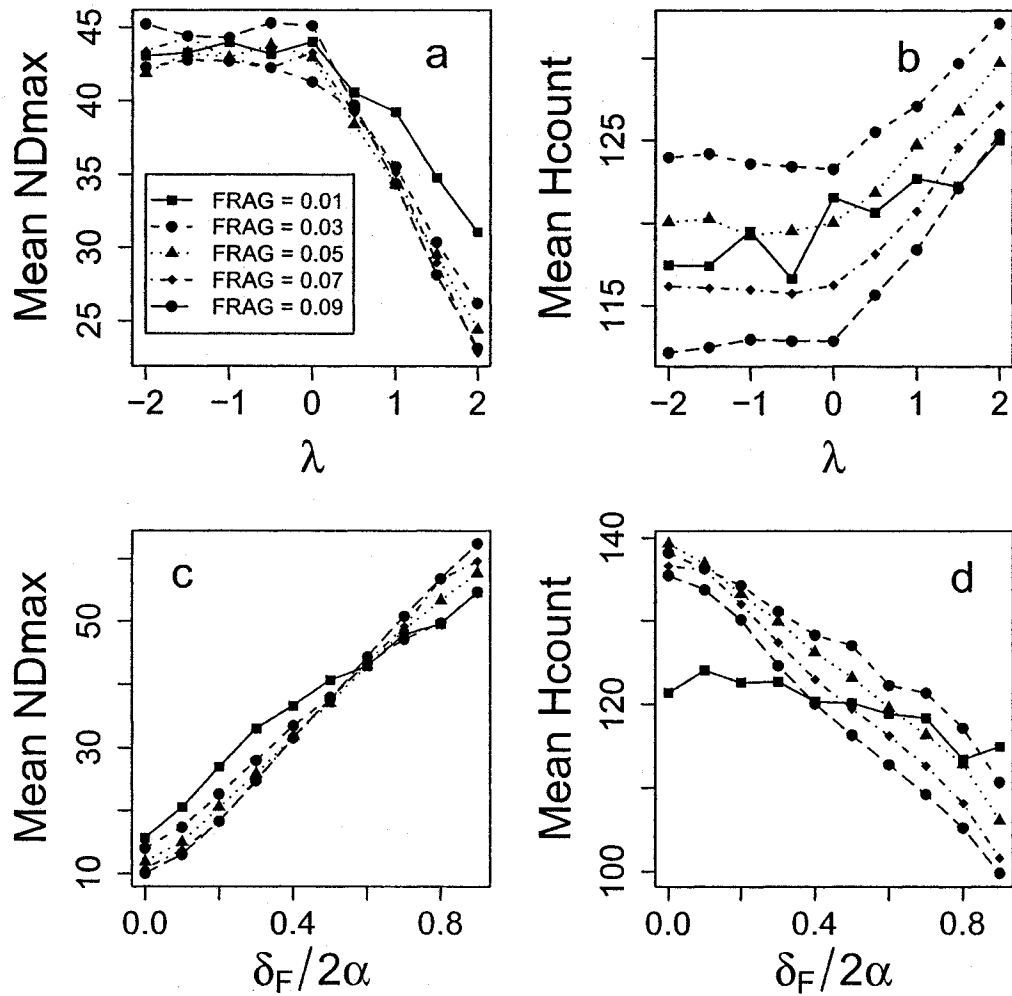 Mean NDmax
45
40
35
30
25
a
FRAG = 0.01
FRAG = 0.03
FRAG = 0.05
FRAG = 0.07
FRAG = 0.09
−2
−1
0
1
2
λ
Mean Hcount
125
115
b
−2
−1
0
1
2
λ
Mean NDmax
50
30
10
c
0.0
0.4
0.8
δF/2α
Mean Hcount
140
120
100
d
0.0
0.4
0.8
δF/2α